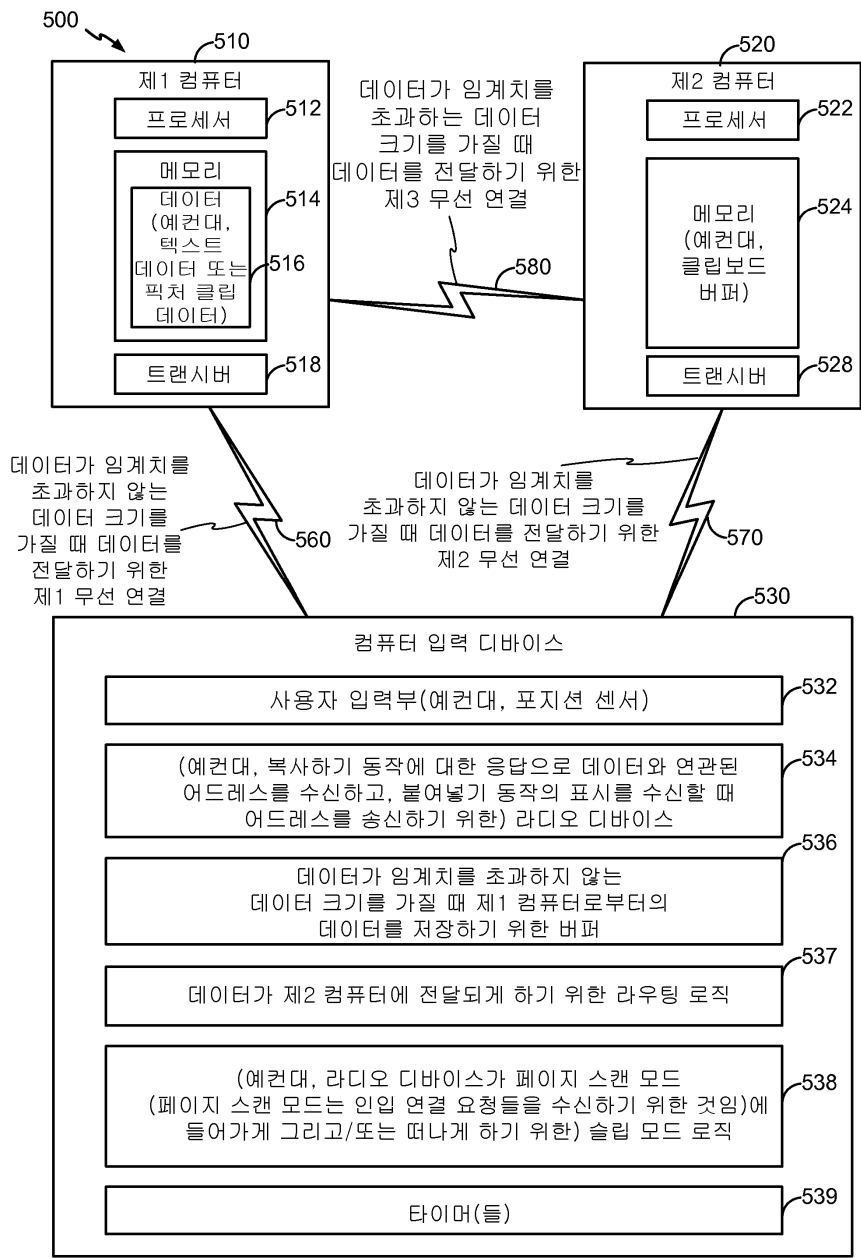 500
510
제1 컴퓨터
프로세서
512
메모리
514
데이터
(예컨대,
텍스트
데이터 또는
픽처 클립
데이터)
516
트랜시버
518
데이터가 임계치를
초과하는 데이터
크기를 가질 때
데이터를 전달하기 위한
제3 무선 연결
580
520
제2 컴퓨터
프로세서
522
메모리
(예컨대,
클립보드
버퍼)
524
트랜시버
528
데이터가 임계치를
초과하지 않는
데이터 크기를
가질 때 데이터를
전달하기 위한
제1 무선 연결
560
데이터가 임계치를
초과하지 않는 데이터 크기를
가질 때 데이터를 전달하기 위한
제2 무선 연결
570
530
컴퓨터 입력 디바이스
사용자 입력부(예컨대, 포지션 센서)
532
(예컨대, 복사하기 동작에 대한 응답으로 데이터와 연관된
어드레스를 수신하고, 붙여넣기 동작의 표시를 수신할 때
어드레스를 송신하기 위한) 라디오 디바이스
534
데이터가 임계치를 초과하지 않는
데이터 크기를 가질 때 제1 컴퓨터로부터의
데이터를 저장하기 위한 버퍼
536
데이터가 제2 컴퓨터에 전달되게 하기 위한 라우팅 로직
537
(예컨대, 라디오 디바이스가 페이지 스캔 모드
(페이지 스캔 모드는 인입 연결 요청들을 수신하기 위한 것임)에
들어가게 그리고/또는 떠나게 하기 위한) 슬립 모드 로직
538
타이머(들)
539